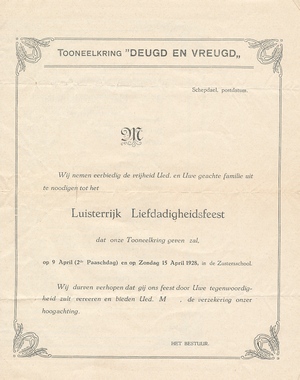 TOONEELKRING "DEUGD EN VREUGD„
Schepdael, postdatum.
M
Wij nemen eerbiedig de vrijheid Ued. en Uwe geachte familie uit
te noodigen tot het
Luisterrijk Liefdadigheidsfeest
dat onze Tooneelkring geven zal,
op 9 April (2de Paaschdag) en op Zondag 15 April 1928, in de Zusterschool.
Wij durven verhopen dat gij ons feest door Uwe tegenwoordig-
heid zult vereeren en bieden Ued. M , de verzekering onzer
hoogachting.
HET BESTUUR.